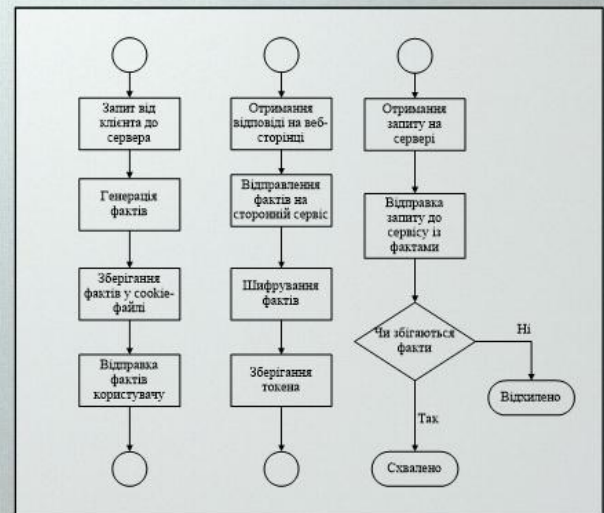 Запит від
клієнта до
сервера
Генерація
фактів
Зберігання
фактів у cookie-
файлі
Відправка
фактів
користувачу
Отримання
відповіді на веб-
сторінці
Відправлення
фактів на
сторонній сервіс
Шифрування
фактів
Зберігання
токена
Отримання
запиту на
сервері
Відправка
запиту до
сервісу із
фактами
Чи збігаються
факти
Ні
Відхилено
Так
Схвалено